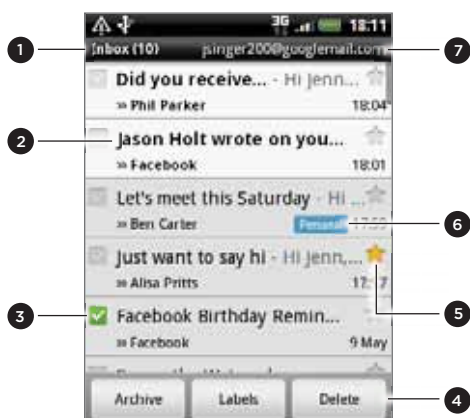 3G 18:11
1 Inbox (10) jsinger200@googlemail.com 7
Did you receive... - Hi Jenn,...
» Phil Parker 18:04
2 Jason Holt wrote on you...
» Facebook 18:01
Let's meet this Saturday - Hi ...
» Ben Carter Personal 6
Just want to say hi - Hi Jenn,...
» Alisa Pritts 5
3 Facebook Birthday Remin...
» Facebook 9 May
Archive Labels Delete 4